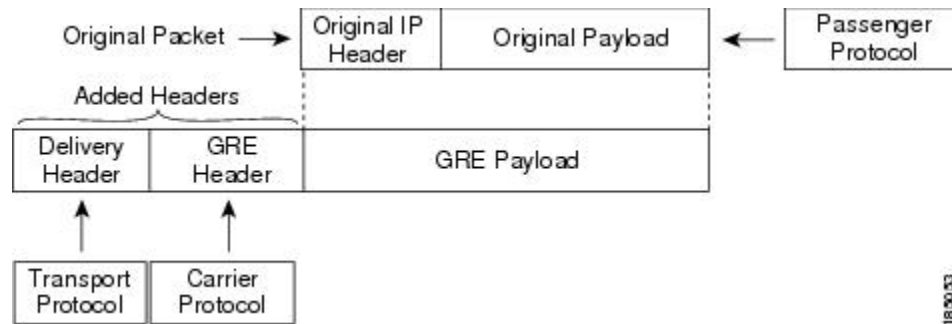 Original Packet
Original IP
Header
Original Payload
Passenger
Protocol
Added Headers
Delivery
Header
GRE
Header
GRE Payload
Transport
Protocol
Carrier
Protocol